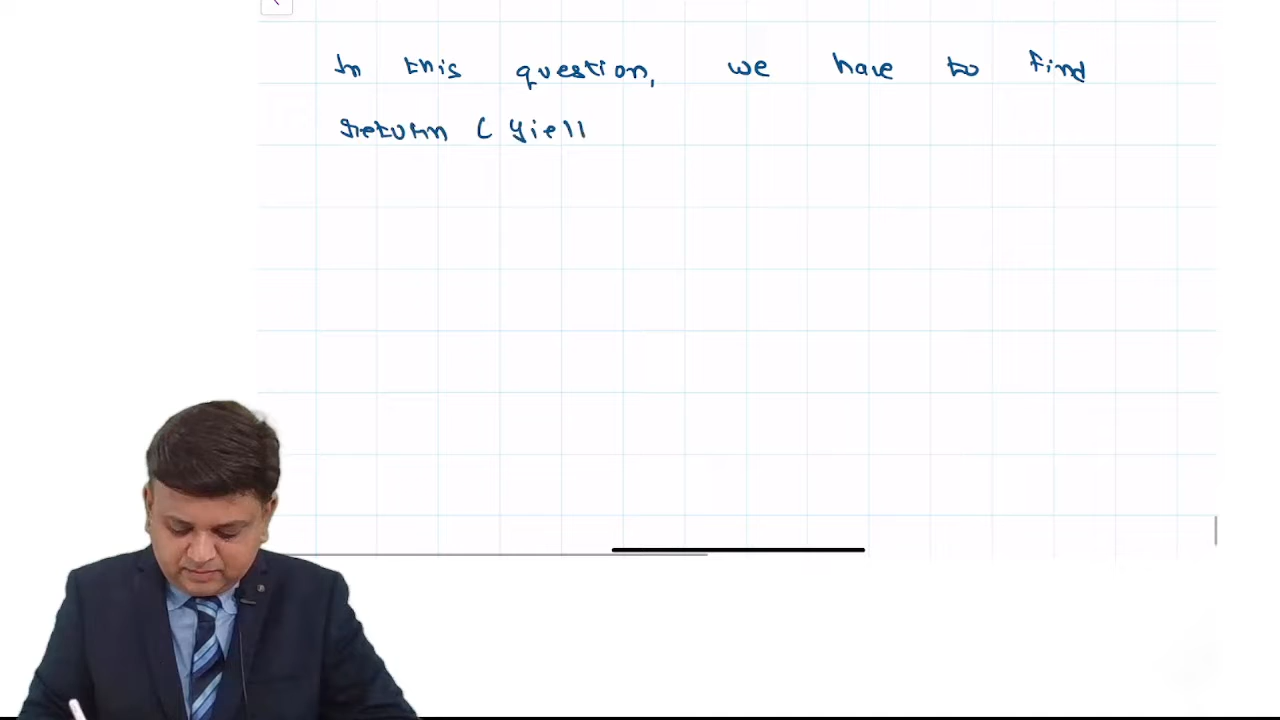 In this question, we have to find
return ( yiell